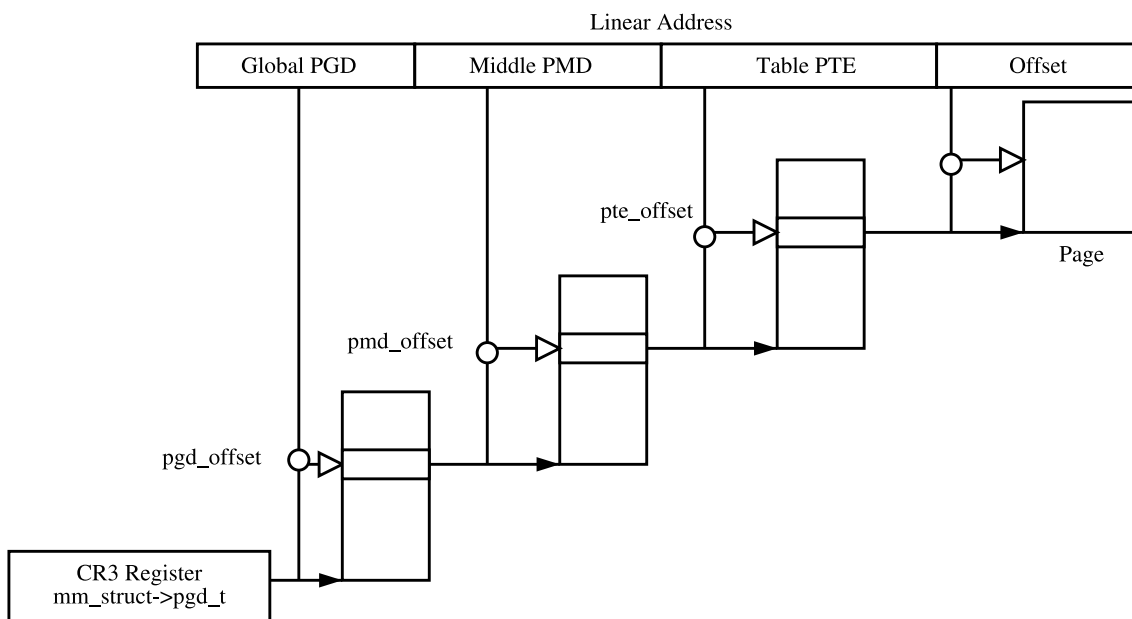 Linear Address
Global PGD
Middle PMD
Table PTE
Offset
pte_offset
Page
pmd_offset
pgd_offset
CR3 Register
mm_struct->pgd_t